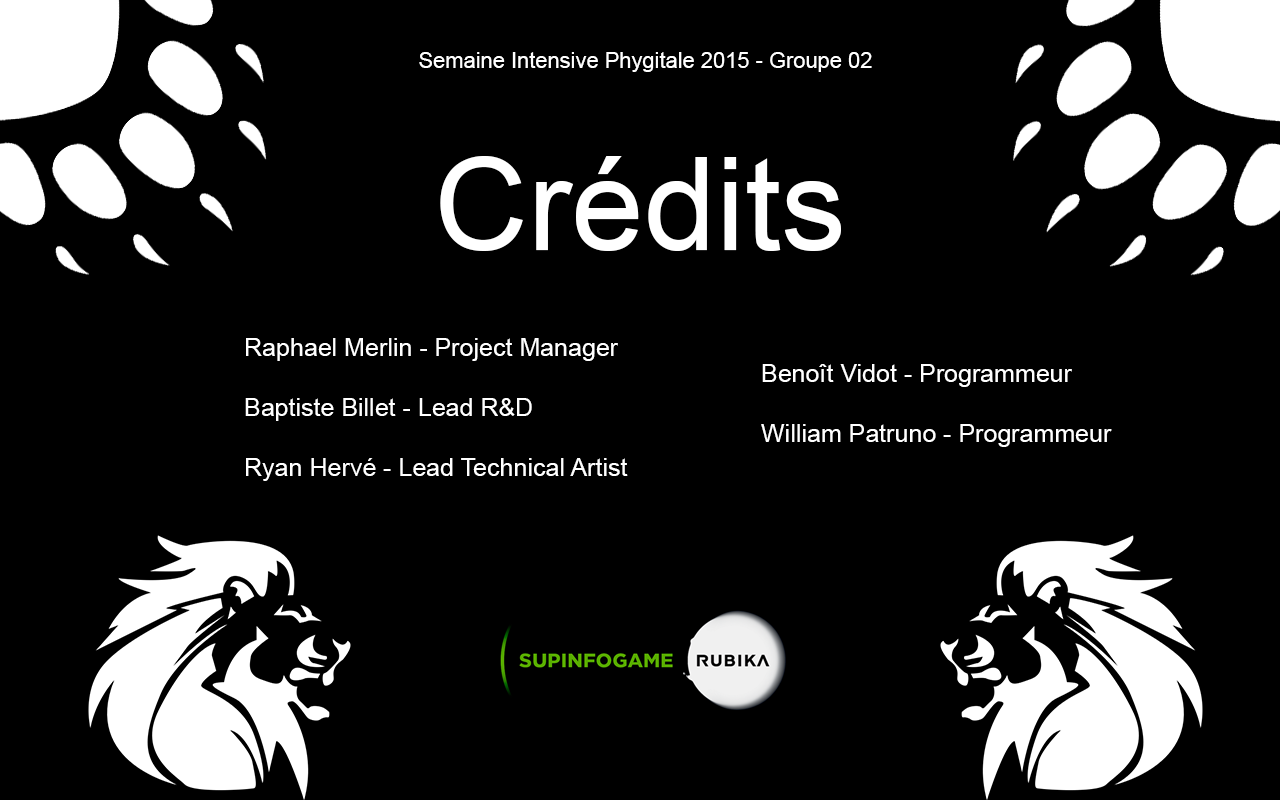 Semaine Intensive Phygitale 2015 - Groupe 02
Crédits
Raphael Merlin - Project Manager
Baptiste Billet - Lead R&D
Ryan Hervé - Lead Technical Artist
Benoît Vidot - Programmeur
William Patruno - Programmeur
SUPINFOGAME RUBIKA